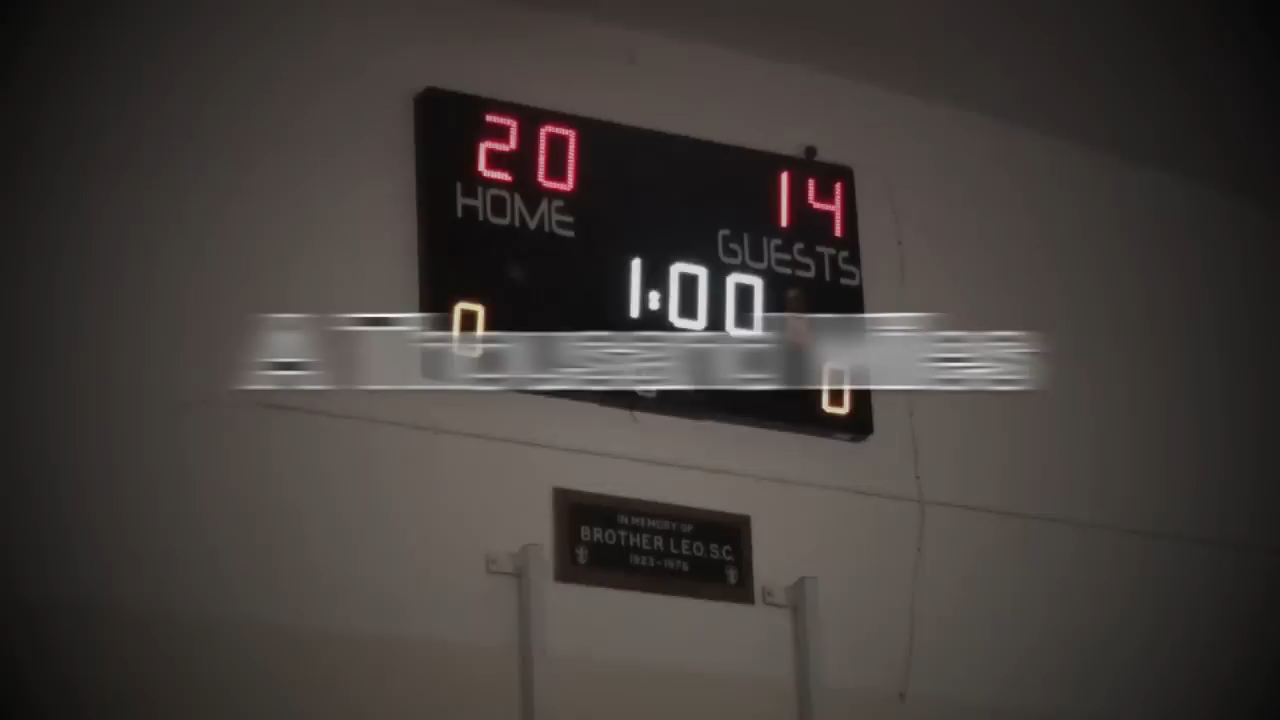 20
14
HOME
GUESTS
1:00
0
0
IN MEMORY OF
BROTHER LEO. S.C.